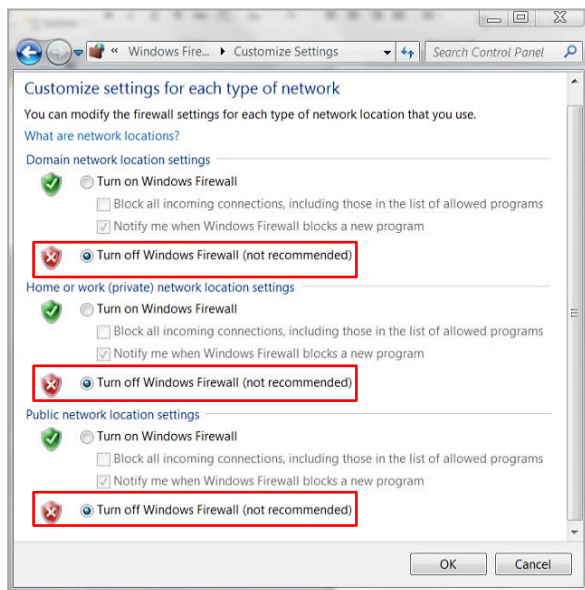 « Windows Fire... ▸ Customize Settings
Search Control Panel
Customize settings for each type of network
You can modify the firewall settings for each type of network location that you use.
What are network locations?
Domain network location settings
Turn on Windows Firewall
Block all incoming connections, including those in the list of allowed programs
Notify me when Windows Firewall blocks a new program
Turn off Windows Firewall (not recommended)
Home or work (private) network location settings
Turn on Windows Firewall
Block all incoming connections, including those in the list of allowed programs
Notify me when Windows Firewall blocks a new program
Turn off Windows Firewall (not recommended)
Public network location settings
Turn on Windows Firewall
Block all incoming connections, including those in the list of allowed programs
Notify me when Windows Firewall blocks a new program
Turn off Windows Firewall (not recommended)
OK Cancel